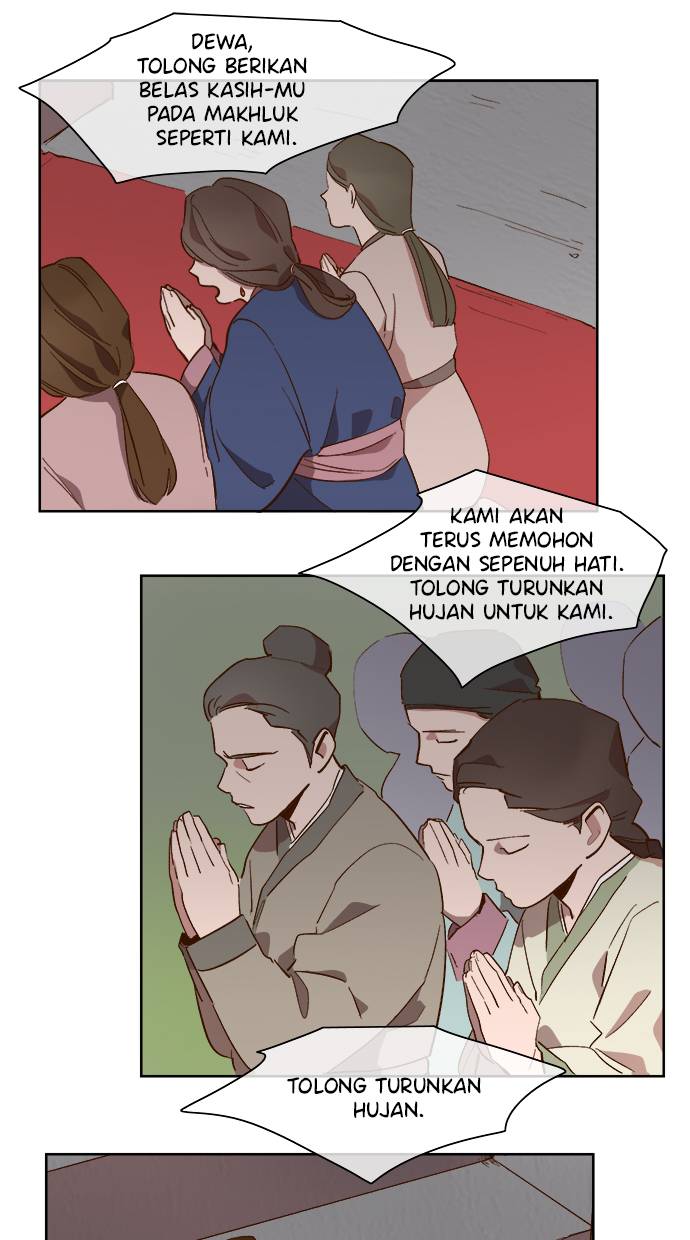 DEWA,
TOLONG BERIKAN
BELAS KASIH-MU
PADA MAKHLUK
SEPERTI KAMI.
KAMI AKAN
TERUS MEMOHON
DENGAN SEPENUH HATI.
TOLONG TURUNKAN
HUJAN UNTUK KAMI.
TOLONG TURUNKAN
HUJAN.